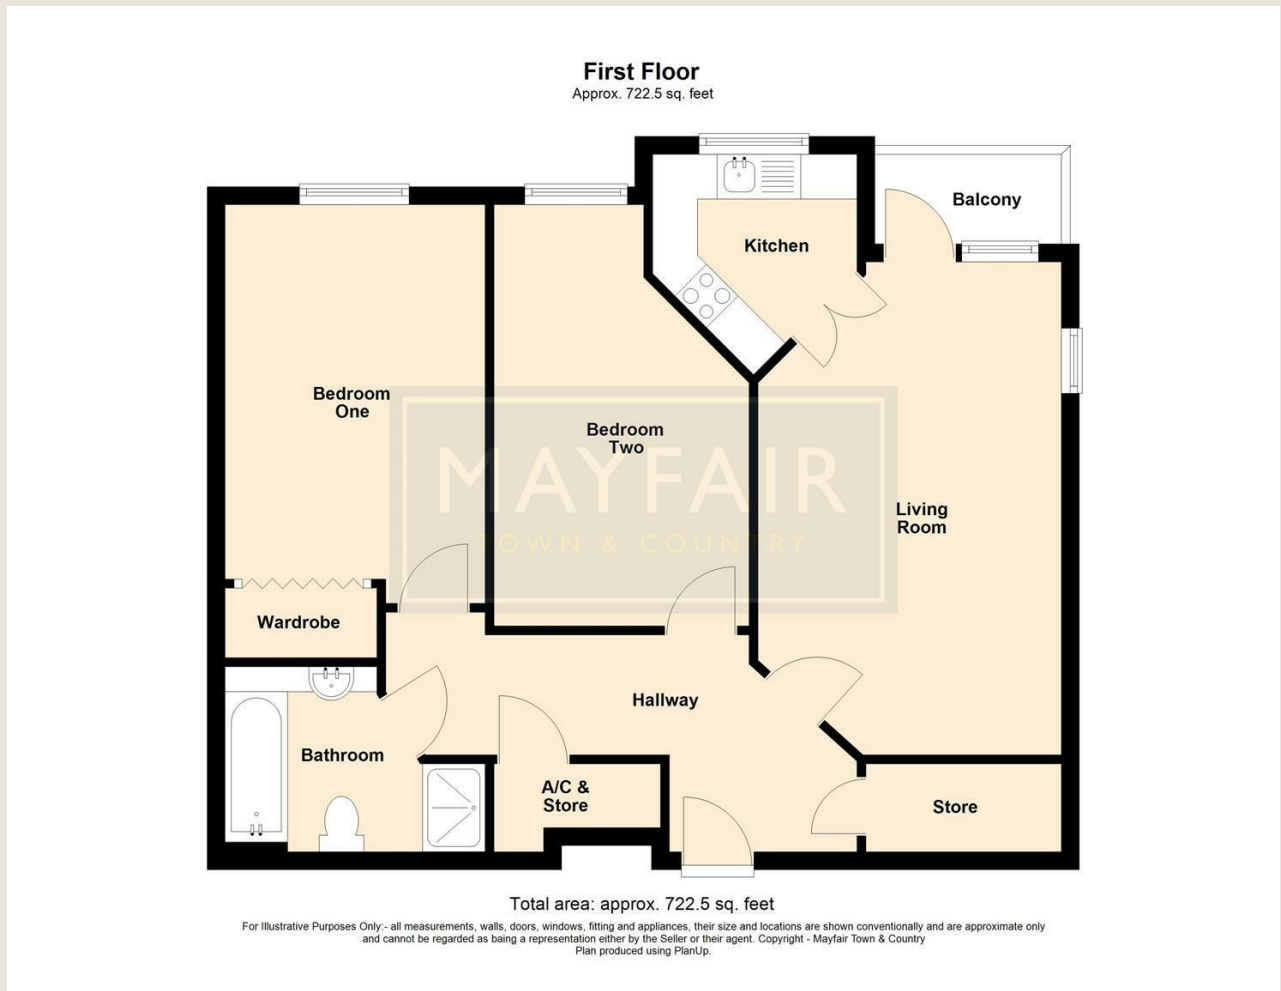 First Floor
Approx. 722.5 sq. feet
Balcony
Kitchen
Bedroom
One
Bedroom
Two
MAYFAIR
TOWN & COUNTRY
Living
Room
Wardrobe
Hallway
Bathroom
A/C &
Store
Store
Total area: approx. 722.5 sq. feet
For Illustrative Purposes Only:- all measurements, walls, doors, windows, fitting and appliances, their size and locations are shown conventionally and are approximate only
and cannot be regarded as baing a representation either by the Seller or their agent. Copyright - Mayfair Town & Country
Plan produced using PlanUp.